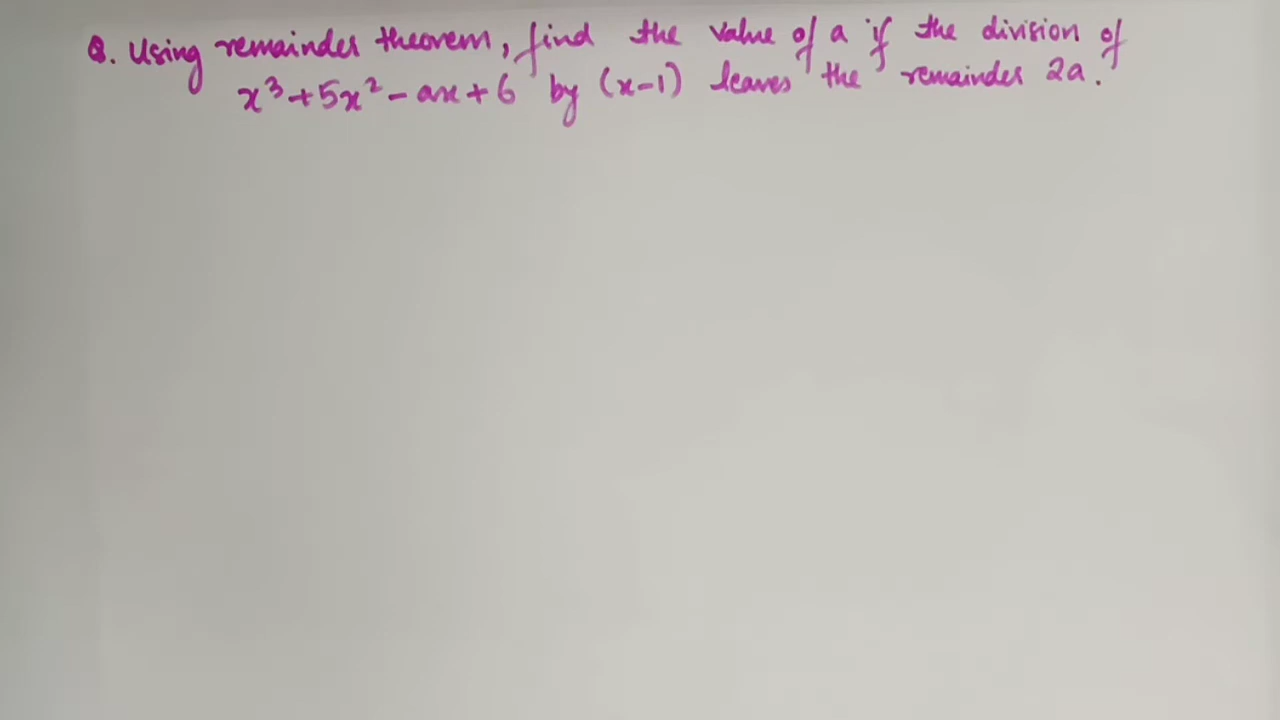 Q. Using remainder theorem, find the value of a if the division of
x³ + 5x² - ax + 6 by (x-1) leaves the remainder 2a.